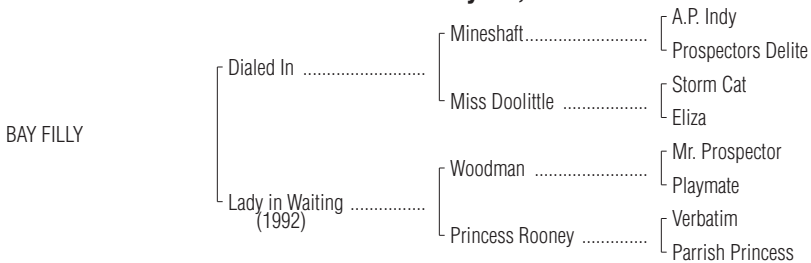 A.P. Indy
Mineshaft..........................
Prospectors Delite
Dialed In ..........................
Storm Cat
Miss Doolittle ..................
Eliza
BAY FILLY
Mr. Prospector
Woodman ........................
Playmate
Lady in Waiting ................
(1992)
Verbatim
Princess Rooney ..............
Parrish Princess